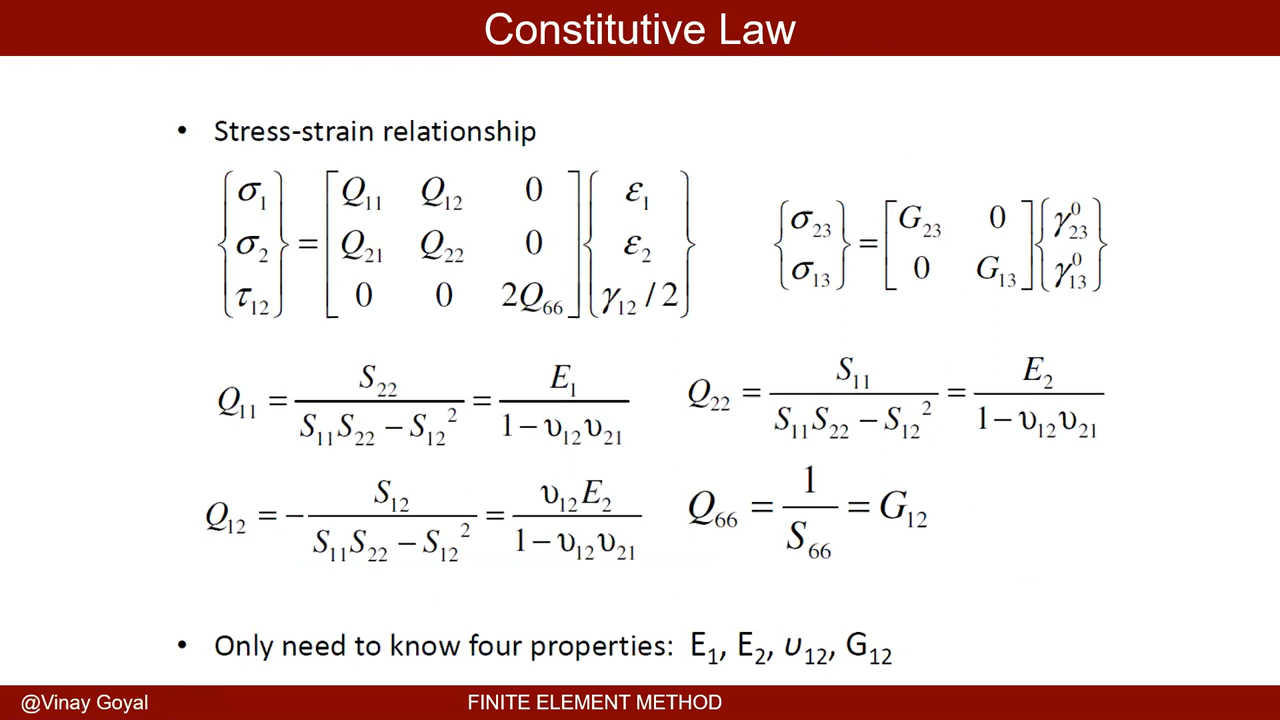 Constitutive Law
• Stress-strain relationship
{σ₁ σ₂ τ₁₂} = [Q₁₁ Q₁₂ 0; Q₂₁ Q₂₂ 0; 0 0 2Q₆₆] {ε₁ ε₂ γ₁₂ / 2}
{σ₂₃ σ₁₃} = [G₂₃ 0; 0 G₁₃] {γ⁰₂₃ γ⁰₁₃}
Q₁₁ = S₂₂ / (S₁₁S₂₂ − S₁₂²) = E₁ / (1 − υ₁₂υ₂₁)
Q₂₂ = S₁₁ / (S₁₁S₂₂ − S₁₂²) = E₂ / (1 − υ₁₂υ₂₁)
Q₁₂ = − S₁₂ / (S₁₁S₂₂ − S₁₂²) = υ₁₂E₂ / (1 − υ₁₂υ₂₁)
Q₆₆ = 1 / S₆₆ = G₁₂
• Only need to know four properties: E₁, E₂, υ₁₂, G₁₂
@Vinay Goyal
FINITE ELEMENT METHOD